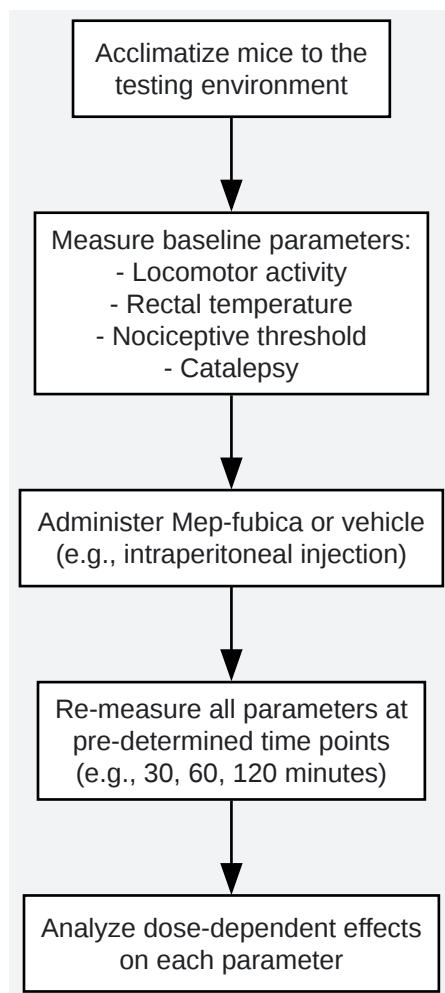 Acclimatize mice to the
testing environment
Measure baseline parameters:
- Locomotor activity
- Rectal temperature
- Nociceptive threshold
- Catalepsy
Administer Mep-fubica or vehicle
(e.g., intraperitoneal injection)
Re-measure all parameters at
pre-determined time points
(e.g., 30, 60, 120 minutes)
Analyze dose-dependent effects
on each parameter